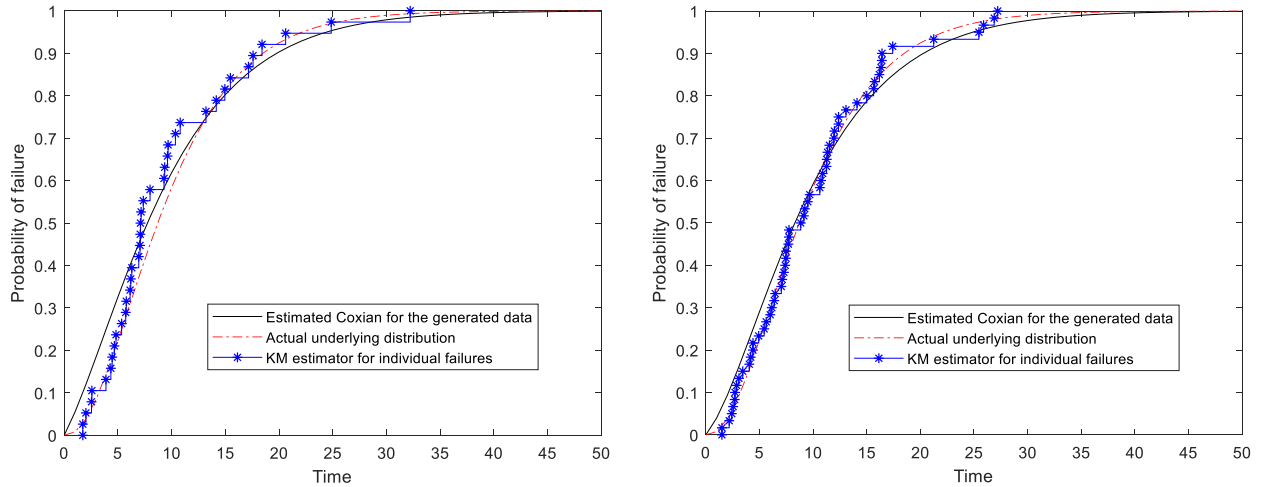 1
0.9
0.8
0.7
0.6
0.5
0.4
0.3
0.2
0.1
0
Probability of failure
Estimated Coxian for the generated data
Actual underlying distribution
KM estimator for individual failures
0 5 10 15 20 25 30 35 40 45 50
Time
1
0.9
0.8
0.7
0.6
0.5
0.4
0.3
0.2
0.1
0
Probability of failure
Estimated Coxian for the generated data
Actual underlying distribution
KM estimator for individual failures
0 5 10 15 20 25 30 35 40 45 50
Time